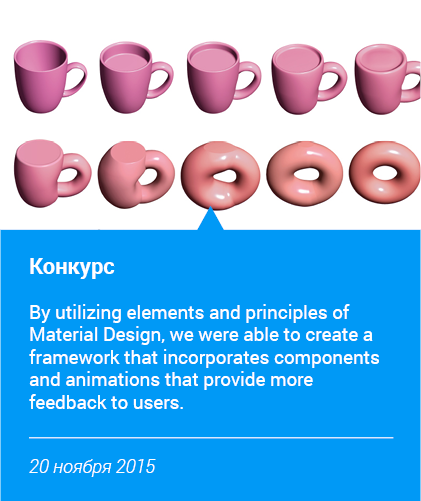 Конкурс
By utilizing elements and principles of
Material Design, we were able to create a
framework that incorporates components
and animations that provide more
feedback to users.
20 ноября 2015